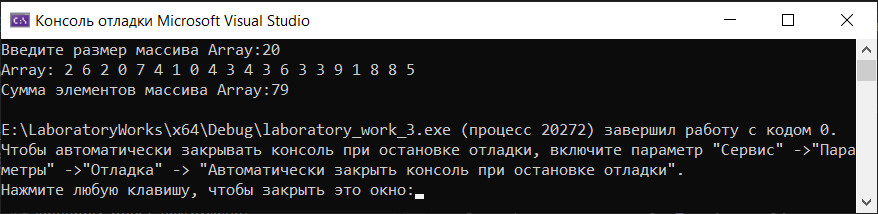 Консоль отладки Microsoft Visual Studio
Введите размер массива Array:20
Array: 2 6 2 0 7 4 1 0 4 3 4 3 6 3 3 9 1 8 8 5
Сумма элементов массива Array:79
E:\LaboratoryWorks\x64\Debug\laboratory_work_3.exe (процесс 20272) завершил работу с кодом 0.
Чтобы автоматически закрывать консоль при остановке отладки, включите параметр "Сервис" ->"Пара
метры" ->"Отладка" -> "Автоматически закрыть консоль при остановке отладки".
Нажмите любую клавишу, чтобы закрыть это окно: